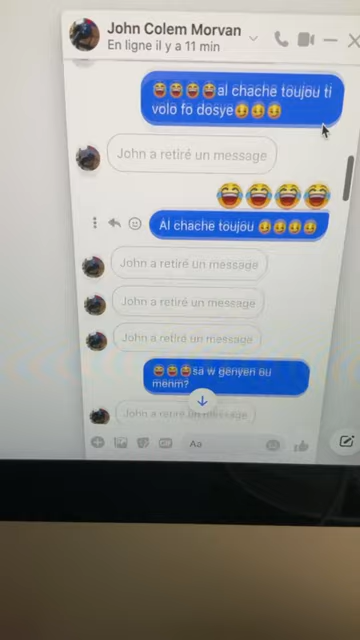 John Colem Morvan
En ligne il y a 11 min
😂😂😂😂al chache toujou ti
volo fo dosye🤑🤑🤑
John a retiré un message
😂😂😂😂
Al chache toujou 🤑🤑🤑🤑
John a retiré un message
John a retiré un message
John a retiré un message
😂😂😂sa w genyen ou
menm?
John a retiré un message
GIF
Aa